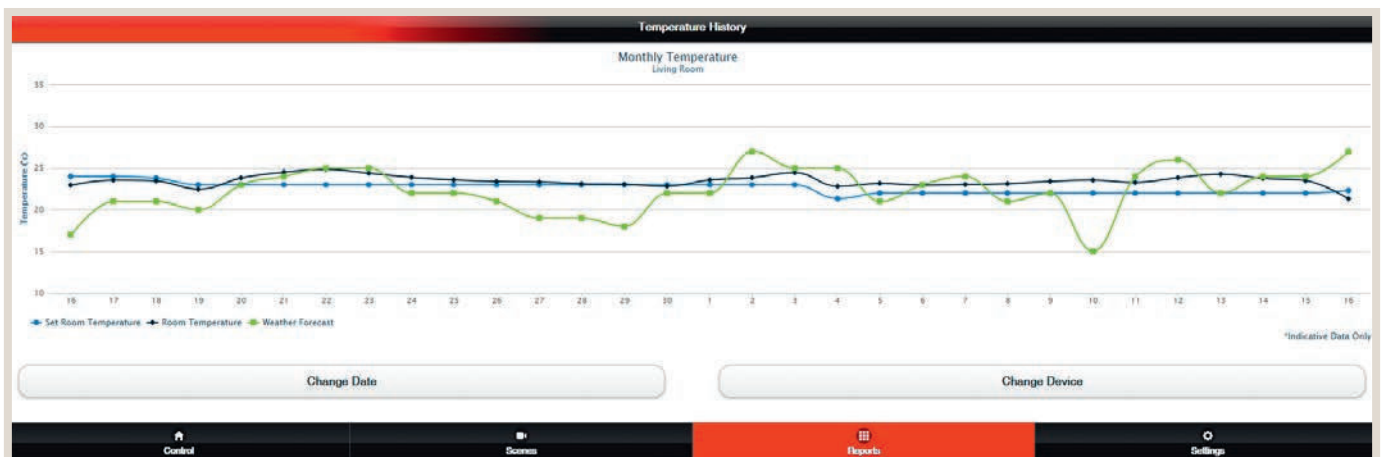 Temperature History
Monthly Temperature
Living Room
35
30
25
20
15
10
Temperature C0
16 17 18 19 20 21 22 23 24 25 26 27 28 29 30 1 2 3 4 5 6 7 8 9 10 11 12 13 14 15 16
Set Room Temperature Room Temperature Weather Forecast
*Indicative Data Only
Change Date Change Device
Control Scenes Reports Settings